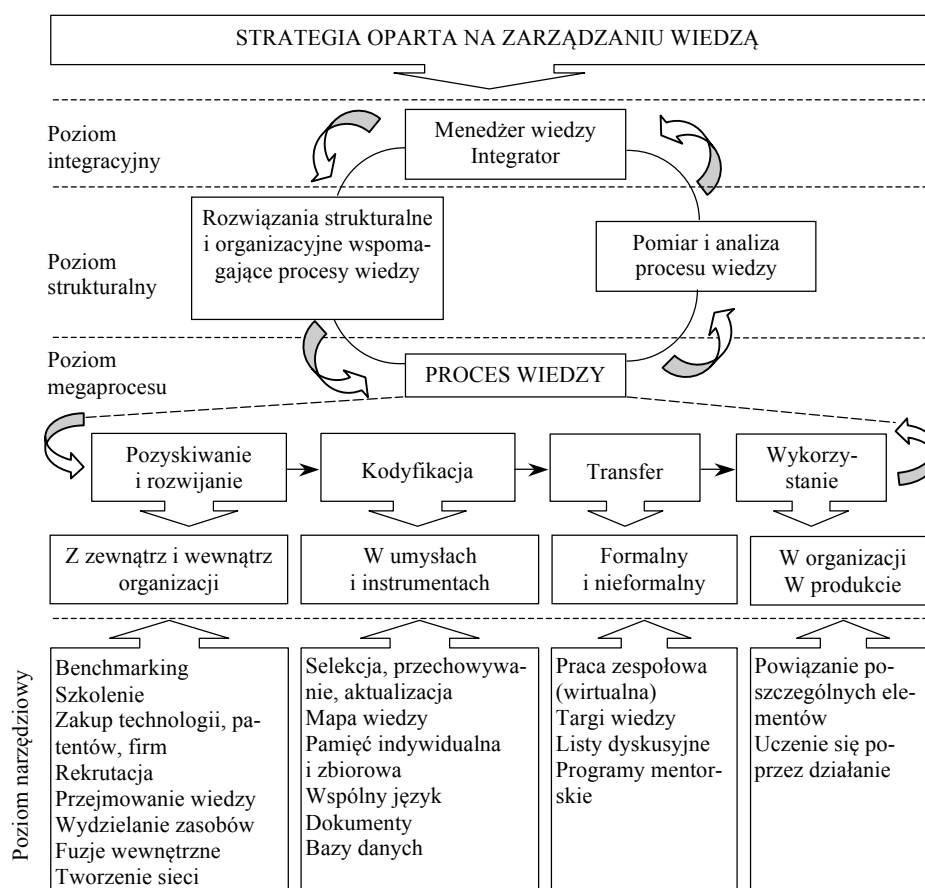 STRATEGIA OPARTA NA ZARZĄDZANIU WIEDZĄ
Poziom
integracyjny
Menedżer wiedzy
Integrator
Poziom
strukturalny
Rozwiązania strukturalne
i organizacyjne wspoma-
gające procesy wiedzy
Pomiar i analiza
procesu wiedzy
Poziom
megaprocesu
PROCES WIEDZY
Pozyskiwanie
i rozwijanie
Kodyfikacja
Transfer
Wykorzy-
stanie
Z zewnątrz i wewnątrz
organizacji
W umysłach
i instrumentach
Formalny
i nieformalny
W organizacji
W produkcie
Poziom narzędziowy
Benchmarking
Szkolenie
Zakup technologii, pa-
tentów, firm
Rekrutacja
Przejmowanie wiedzy
Wydzielanie zasobów
Fuzje wewnętrzne
Tworzenie sieci
Selekcja, przechowywa-
nie, aktualizacja
Mapa wiedzy
Pamięć indywidualna
i zbiorowa
Wspólny język
Dokumenty
Bazy danych
Praca zespołowa
(wirtualna)
Targi wiedzy
Listy dyskusyjne
Programy mentor-
skie
Powiązanie po-
szczególnych ele-
mentów
Uczenie się po-
przez działanie